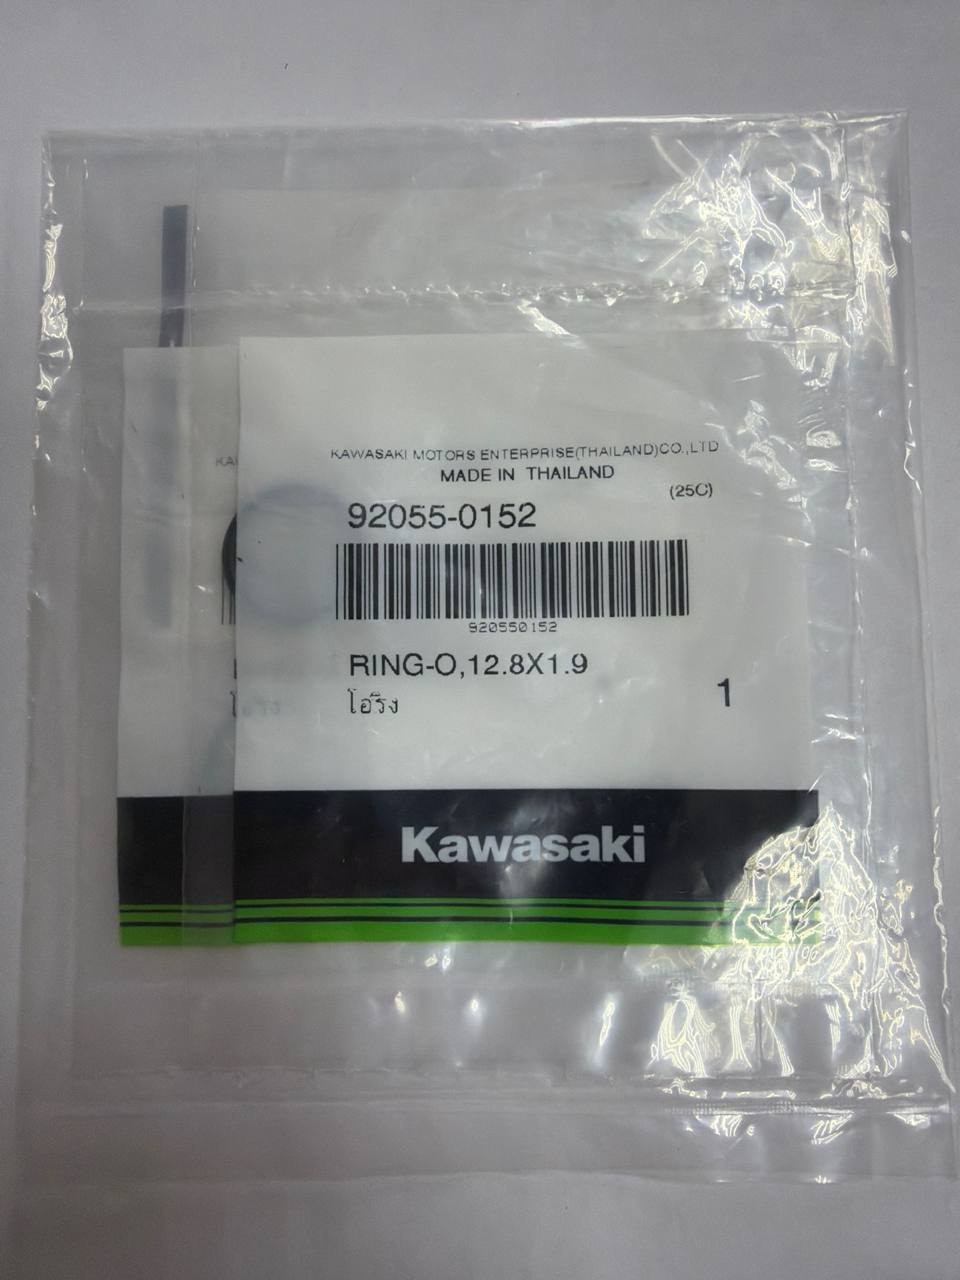 KAWASAKI MOTORS ENTERPRISE(THAILAND)CO.,LTD
MADE IN THAILAND
(25C)
92055-0152
920550152
RING-O,12.8X1.9
โอริง
1
Kawasaki